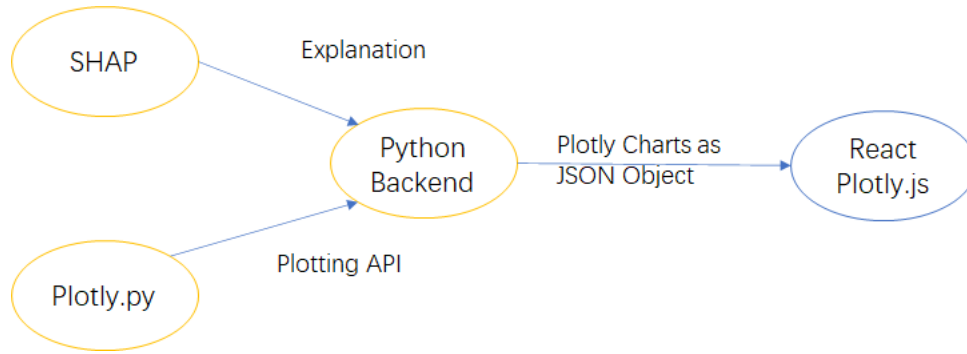 SHAP
Explanation
Python
Backend
Plotly Charts as
JSON Object
React
Plotly.js
Plotting API
Plotly.py